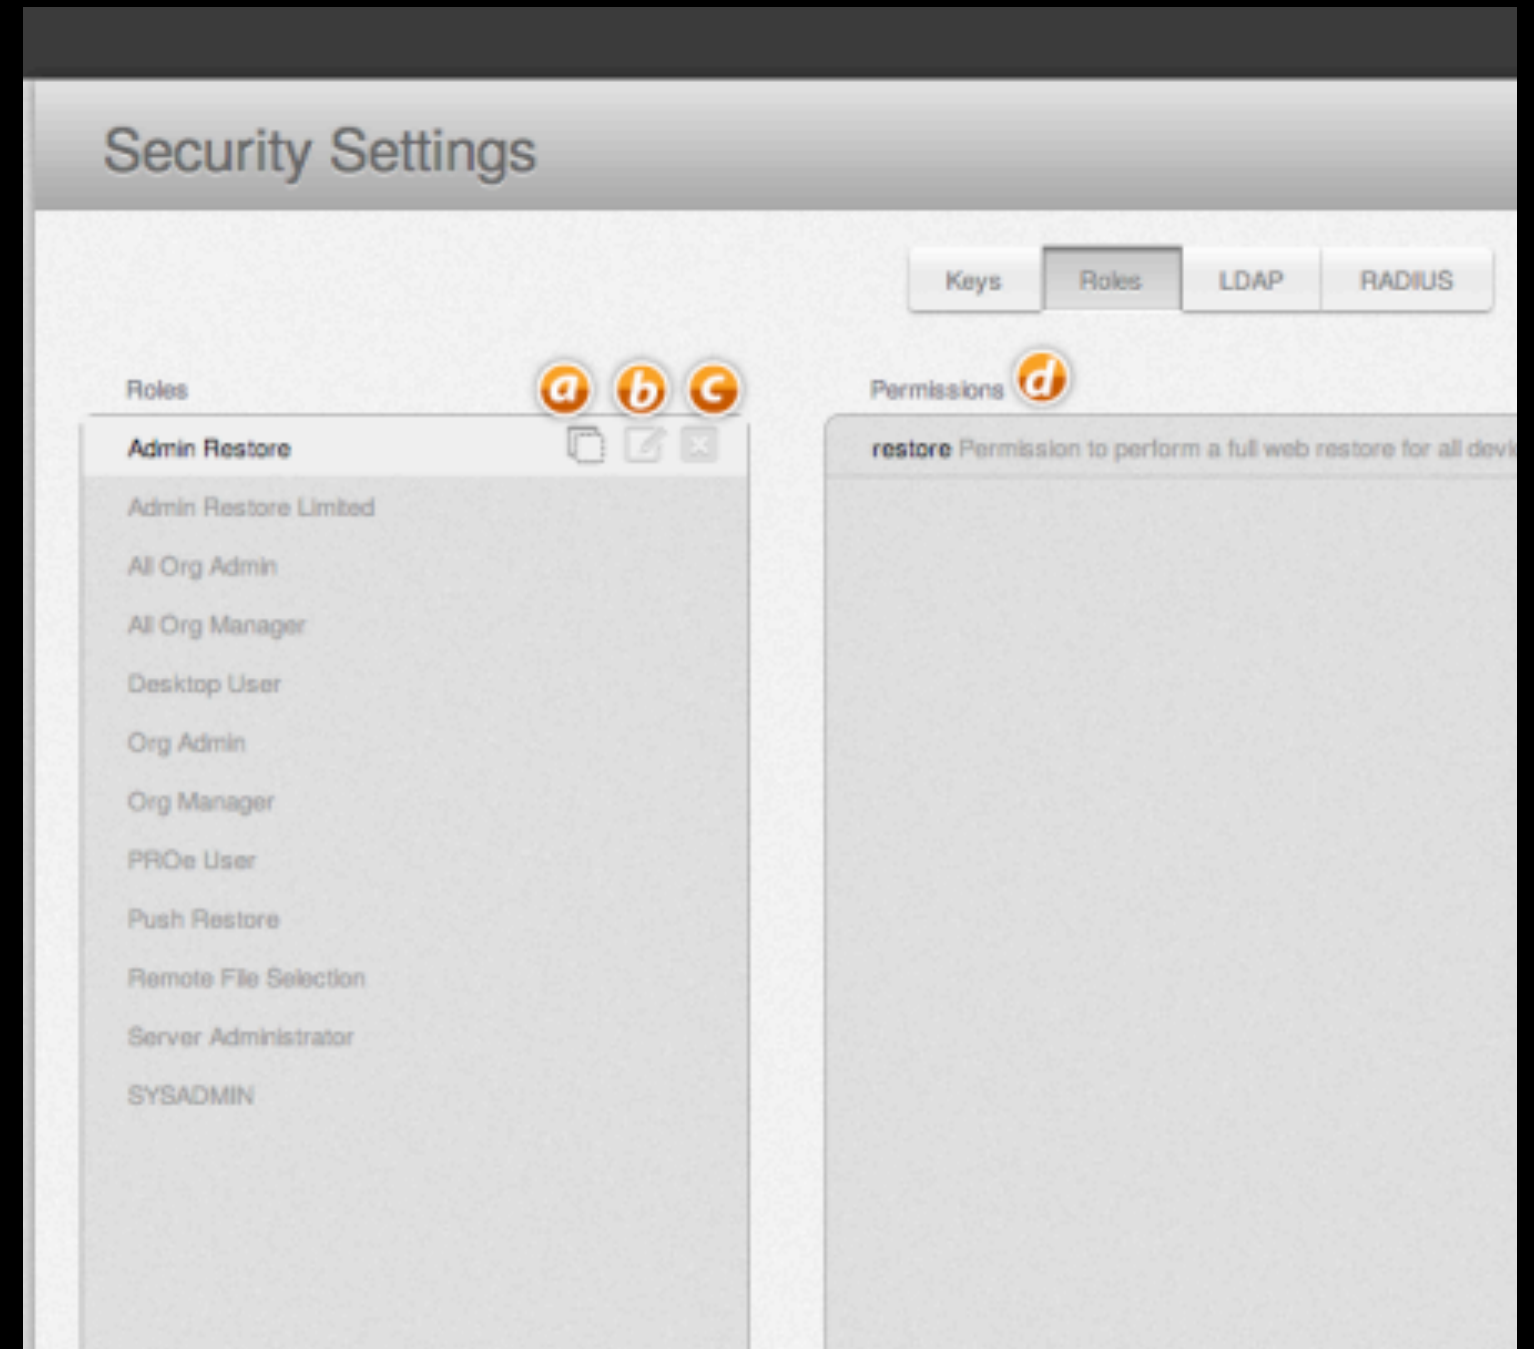 Security Settings
Keys Roles LDAP RADIUS
Roles a b c
Permissions d
Admin Restore
restore Permission to perform a full web restore for all devic
Admin Restore Limited
All Org Admin
All Org Manager
Desktop User
Org Admin
Org Manager
PROe User
Push Restore
Remote File Selection
Server Administrator
SYSADMIN